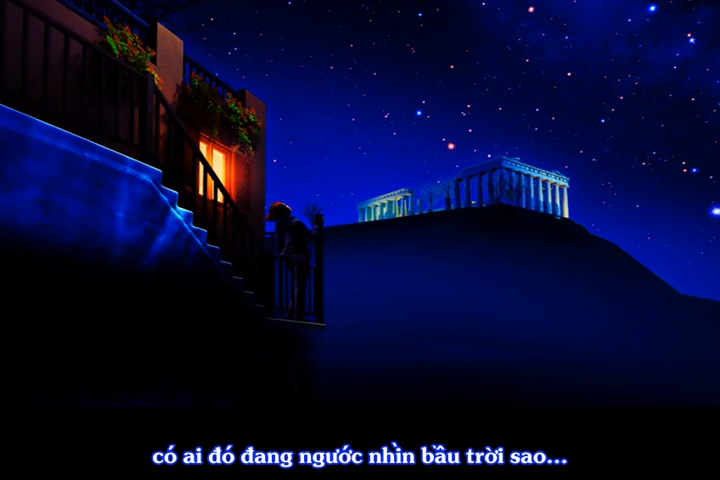 có ai đó đang ngước nhìn bầu trời sao...